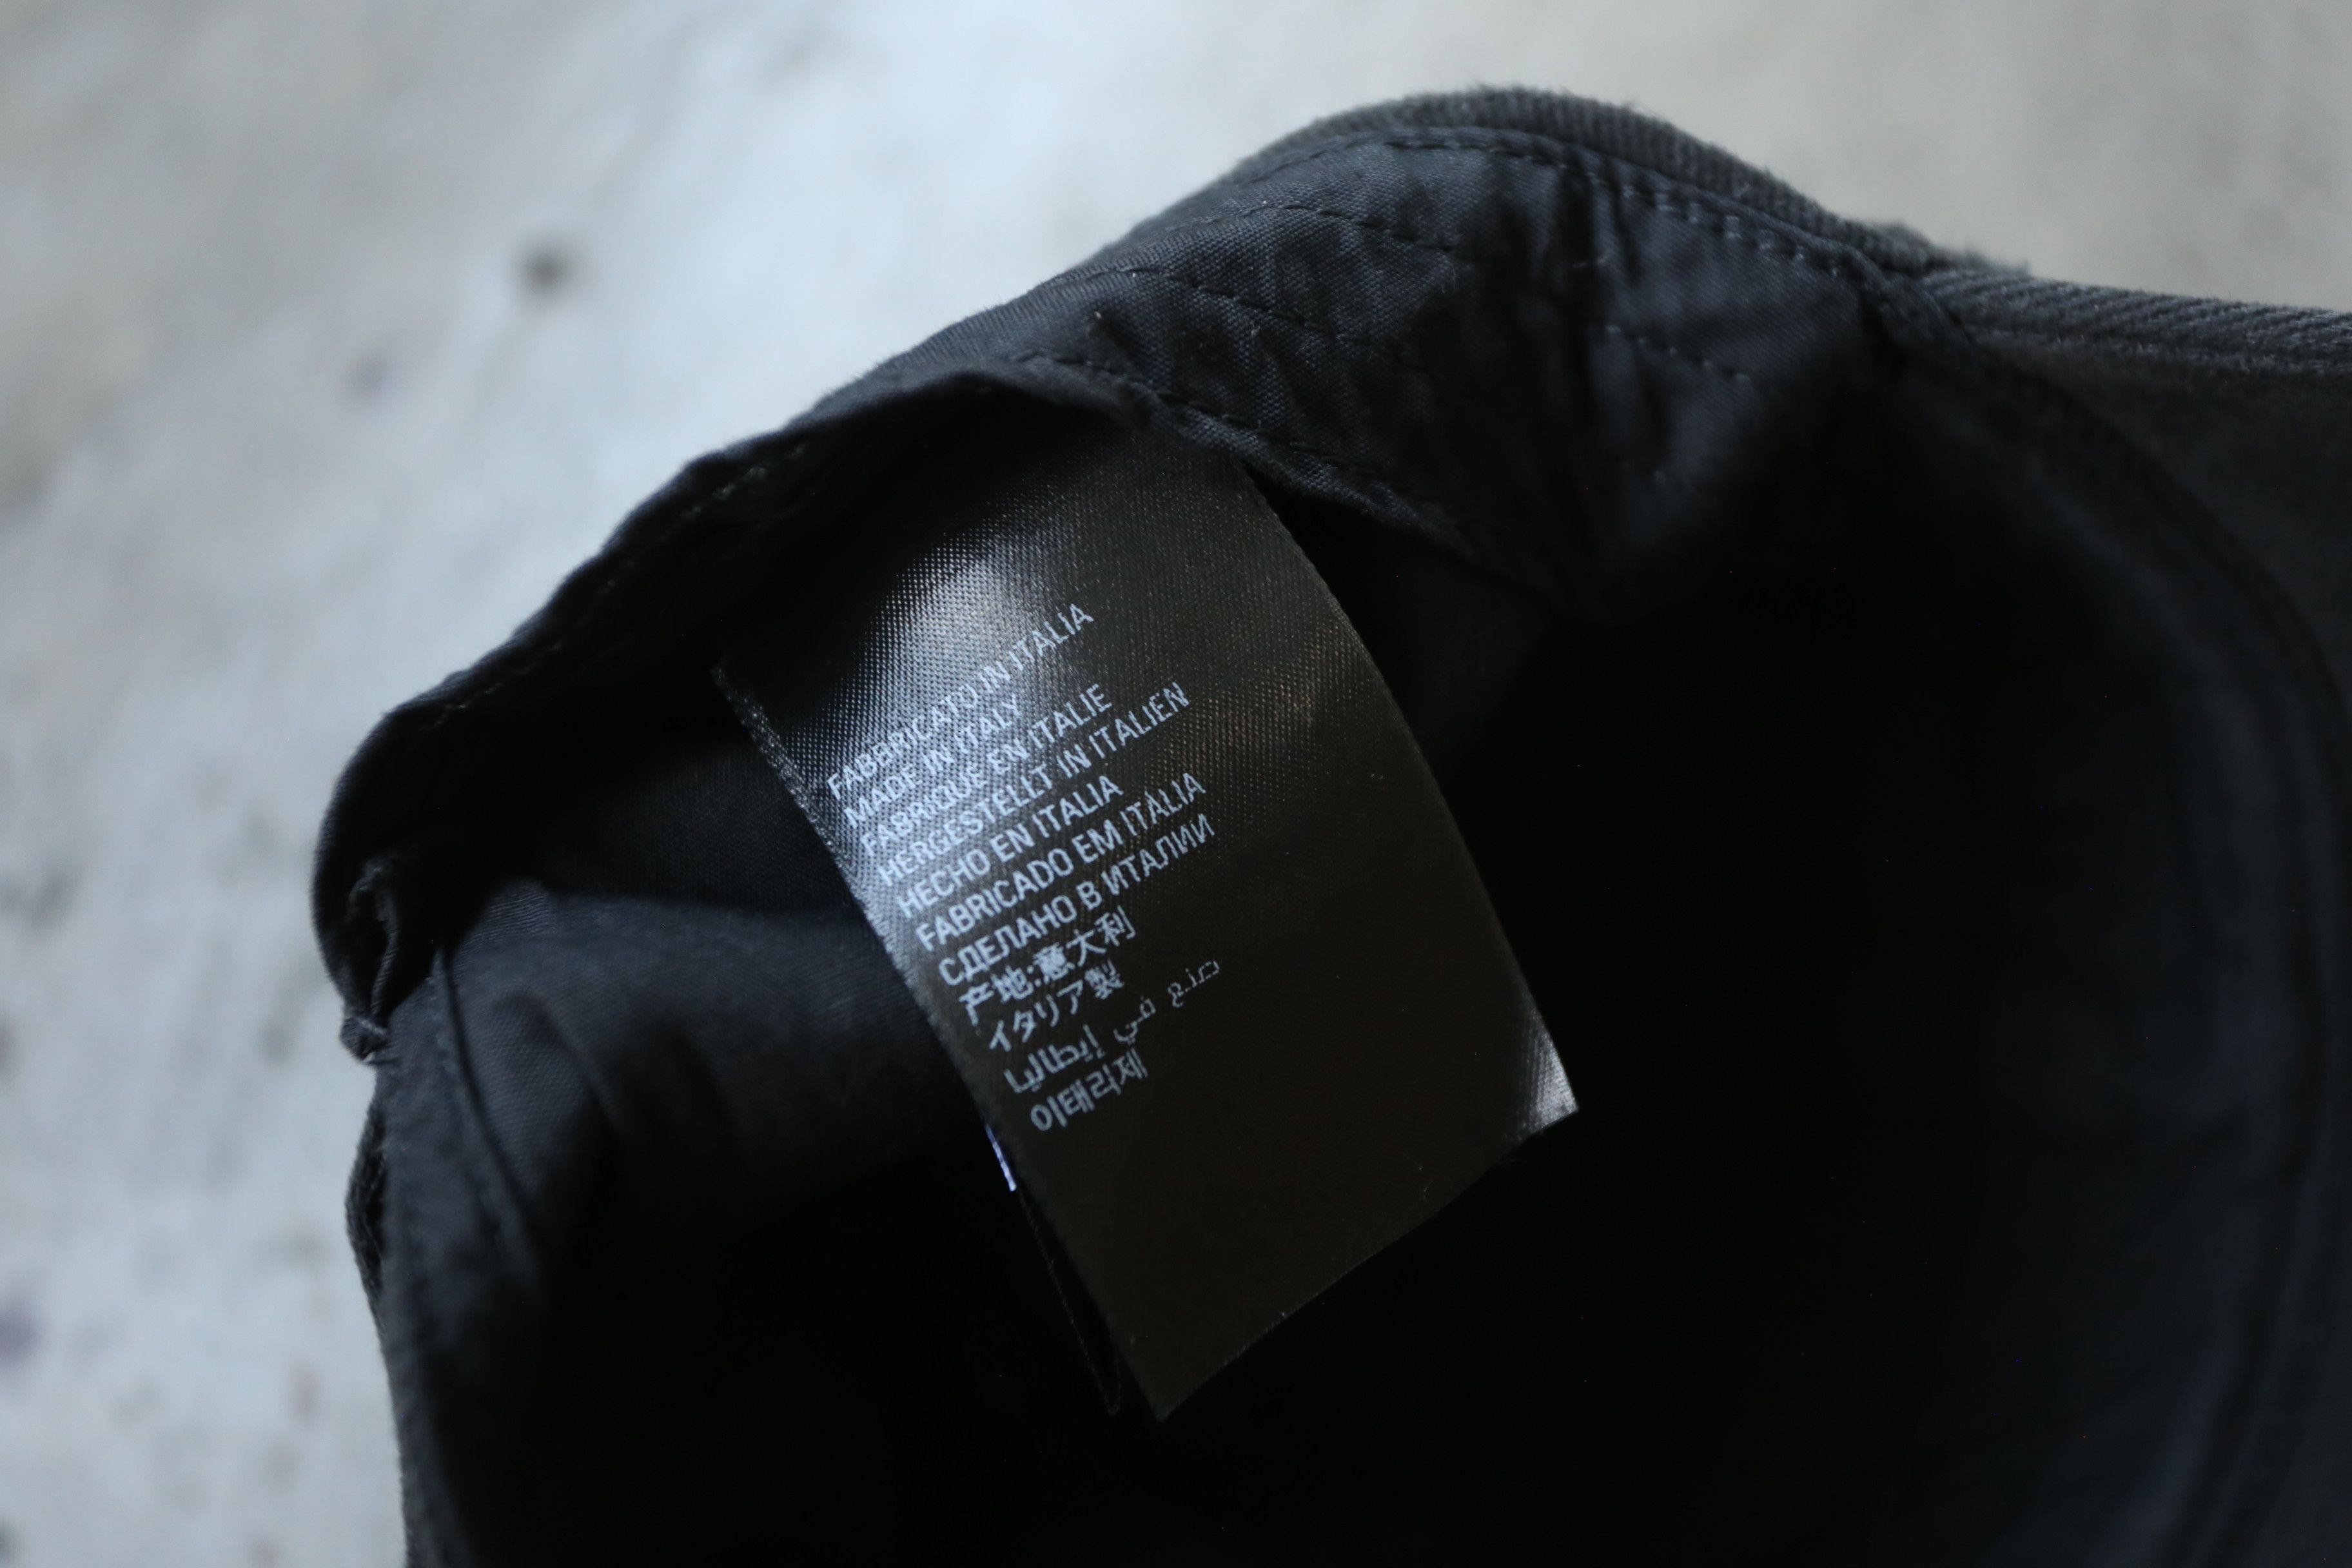 FABBRICATO IN ITALIA
MADE IN ITALY
FABRIQUE EN ITALIE
HERGESTELLT IN ITALIEN
HECHO EN ITALIA
FABRICADO EM ITÁLIA
СДЕЛАНО В ИТАЛИИ
产地:意大利
イタリア製
صنع في إيطاليا
이태리제